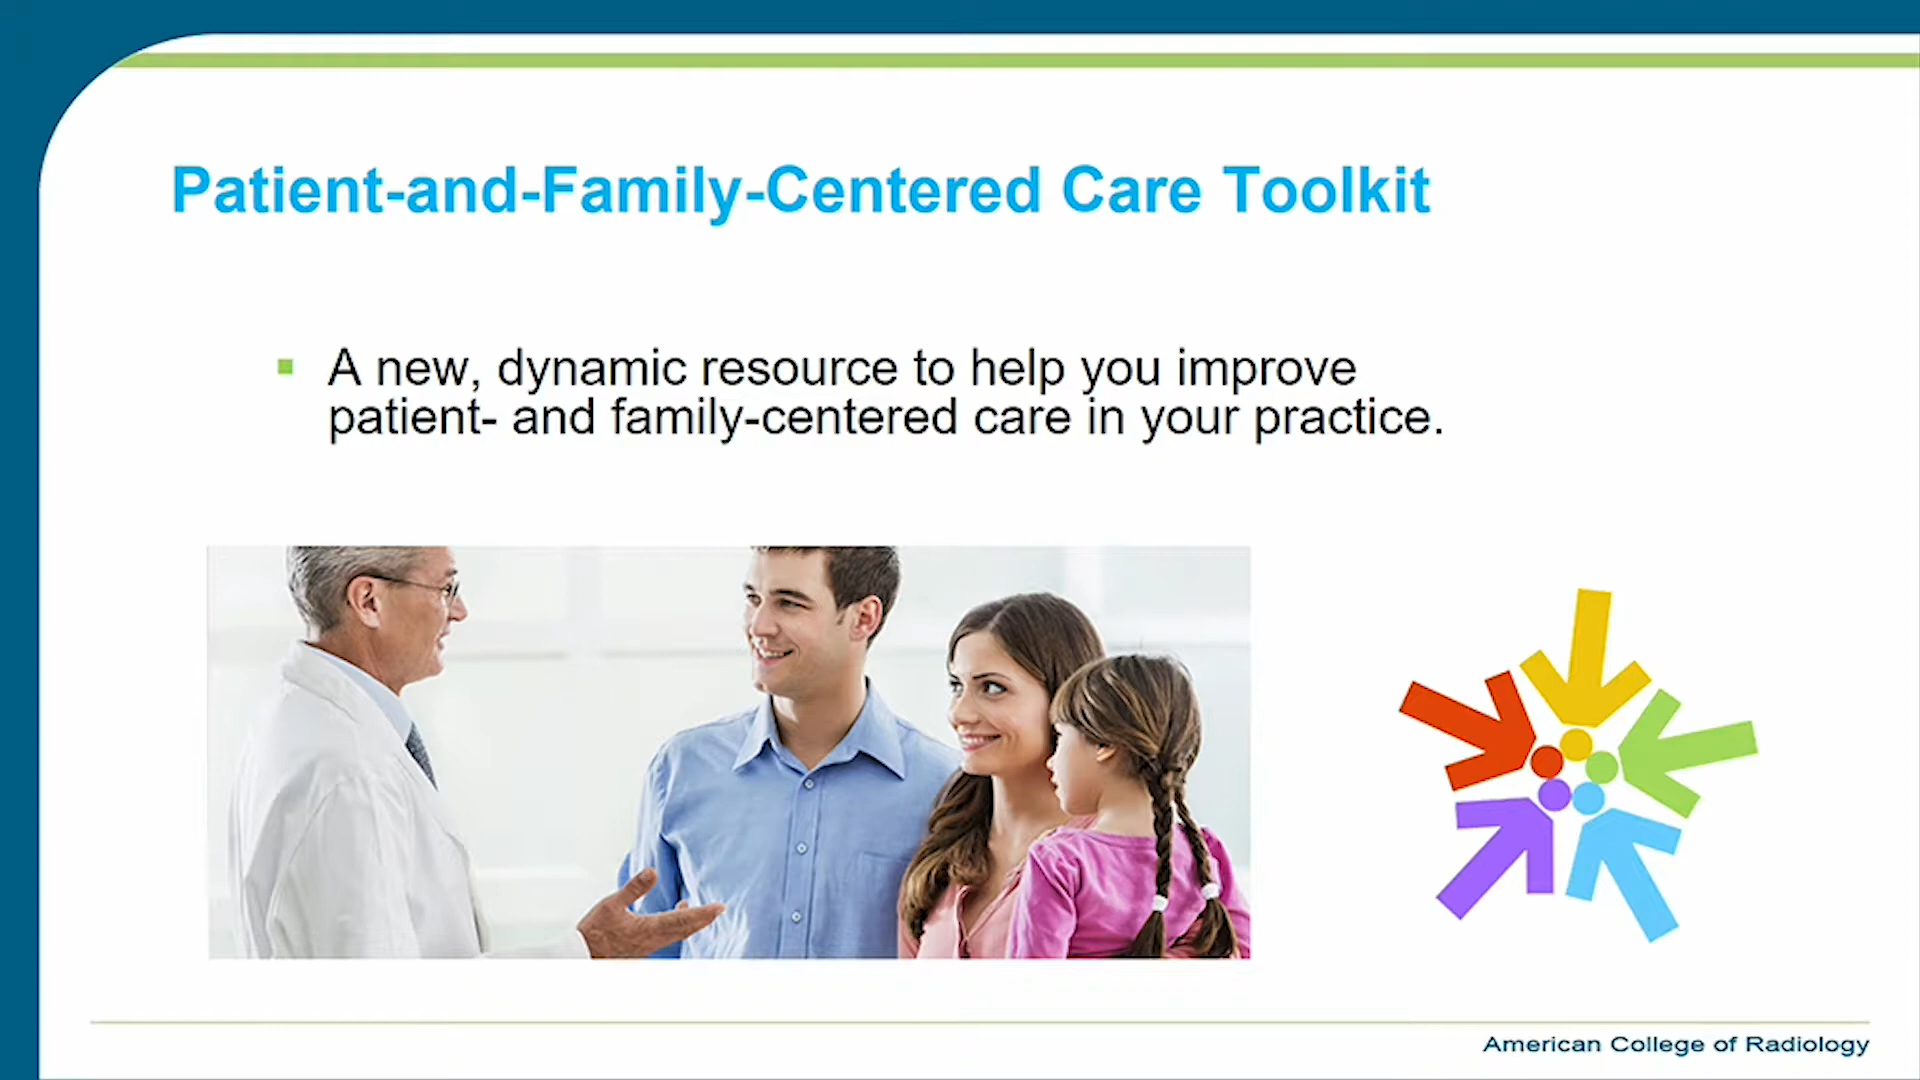 Patient-and-Family-Centered Care Toolkit
A new, dynamic resource to help you improve
patient- and family-centered care in your practice.
American College of Radiology